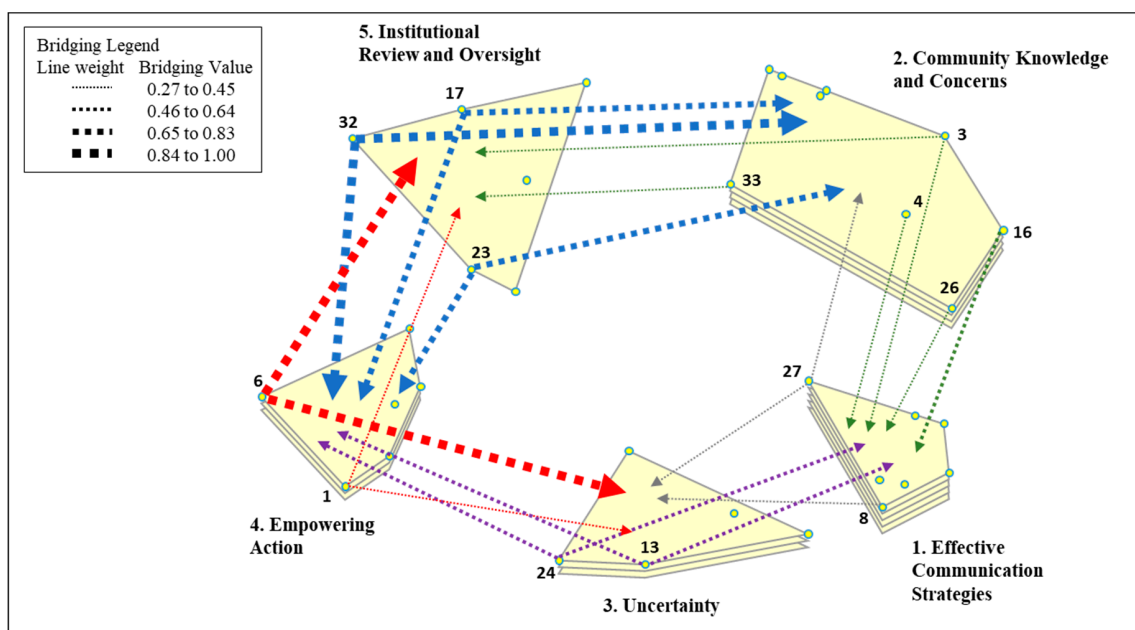 Bridging Legend
Line weight Bridging Value
0.27 to 0.45
0.46 to 0.64
0.65 to 0.83
0.84 to 1.00
5. Institutional
Review and Oversight
2. Community Knowledge
and Concerns
17
32
3
33
4
16
23
26
6
27
1
8
13
24
4. Empowering
Action
3. Uncertainty
1. Effective
Communication
Strategies